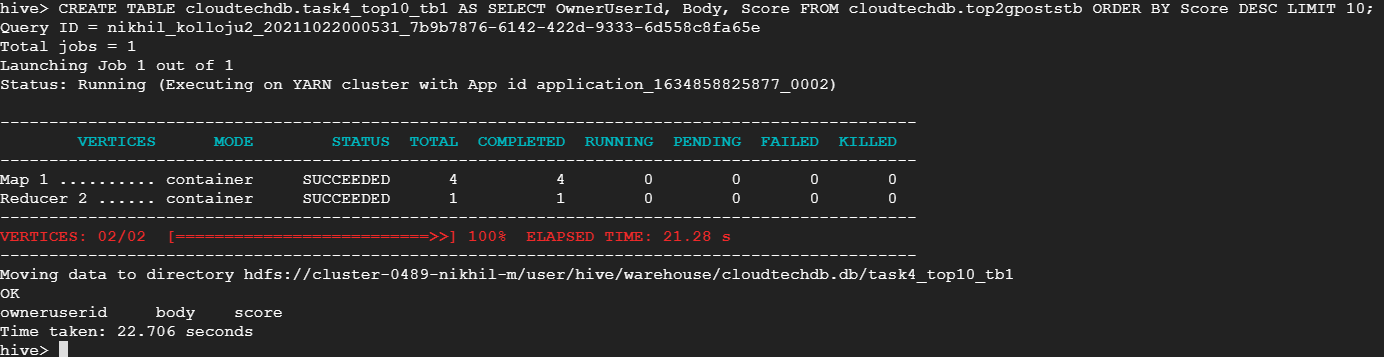 hive> CREATE TABLE cloudtechdb.task4_top10_tb1 AS SELECT OwnerUserId, Body, Score FROM cloudtechdb.top2gpoststb ORDER BY Score DESC LIMIT 10;
Query ID = nikhil_kolloju2_20211022000531_7b9b7876-6142-422d-9333-6d558c8fa65e
Total jobs = 1
Launching Job 1 out of 1
Status: Running (Executing on YARN cluster with App id application_1634858825877_0002)
----------------------------------------------------------------------------------------------
        VERTICES      MODE        STATUS  TOTAL  COMPLETED  RUNNING  PENDING  FAILED  KILLED
----------------------------------------------------------------------------------------------
Map 1 .......... container     SUCCEEDED      4          4        0        0       0       0
Reducer 2 ...... container     SUCCEEDED      1          1        0        0       0       0
----------------------------------------------------------------------------------------------
VERTICES: 02/02  [==========================>>] 100%  ELAPSED TIME: 21.28 s
----------------------------------------------------------------------------------------------
Moving data to directory hdfs://cluster-0489-nikhil-m/user/hive/warehouse/cloudtechdb.db/task4_top10_tb1
OK
owneruserid     body    score
Time taken: 22.706 seconds
hive>